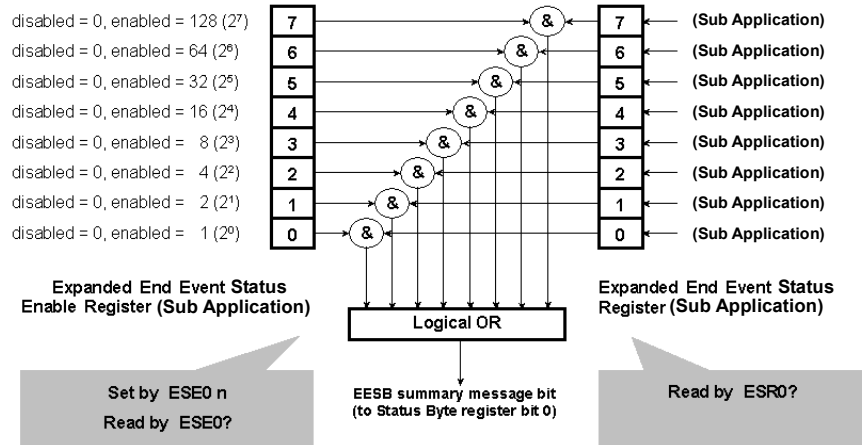 disabled = 0, enabled = 128 (2⁷) 7 & 7 (Sub Application)
disabled = 0, enabled = 64 (2⁶) 6 & 6 (Sub Application)
disabled = 0, enabled = 32 (2⁵) 5 & 5 (Sub Application)
disabled = 0, enabled = 16 (2⁴) 4 & 4 (Sub Application)
disabled = 0, enabled = 8 (2³) 3 & 3 (Sub Application)
disabled = 0, enabled = 4 (2²) 2 & 2 (Sub Application)
disabled = 0, enabled = 2 (2¹) 1 & 1 (Sub Application)
disabled = 0, enabled = 1 (2⁰) 0 & 0 (Sub Application)
Expanded End Event Status
Enable Register (Sub Application)
Expanded End Event Status
Register (Sub Application)
Logical OR
Set by ESE0 n
Read by ESE0?
EESB summary message bit
(to Status Byte register bit 0)
Read by ESR0?